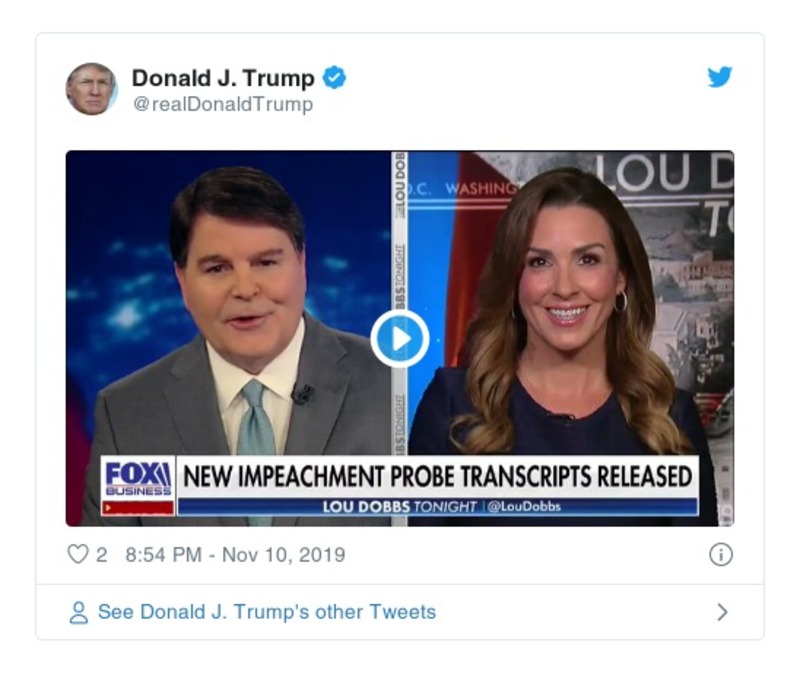 Donald J. Trump
@realDonaldTrump
LOU DOB
BBS TONIGHT
BBS TONIGHT
D.C. WASHING
LOU D
TO
FOX
BUSINESS
NEW IMPEACHMENT PROBE TRANSCRIPTS RELEASED
LOU DOBBS TONIGHT | @LouDobbs
2 8:54 PM - Nov 10, 2019
See Donald J. Trump's other Tweets